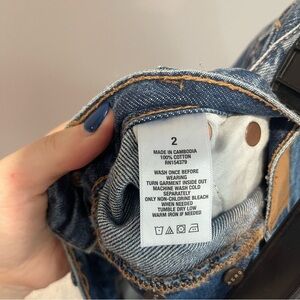 2
MADE IN CAMBODIA
100% COTTON
RN154379
WASH ONCE BEFORE
WEARING
TURN GARMENT INSIDE OUT
MACHINE WASH COLD
SEPARATELY
ONLY NON-CHLORINE BLEACH
WHEN NEEDED
TUMBLE DRY LOW
WARM IRON IF NEEDED